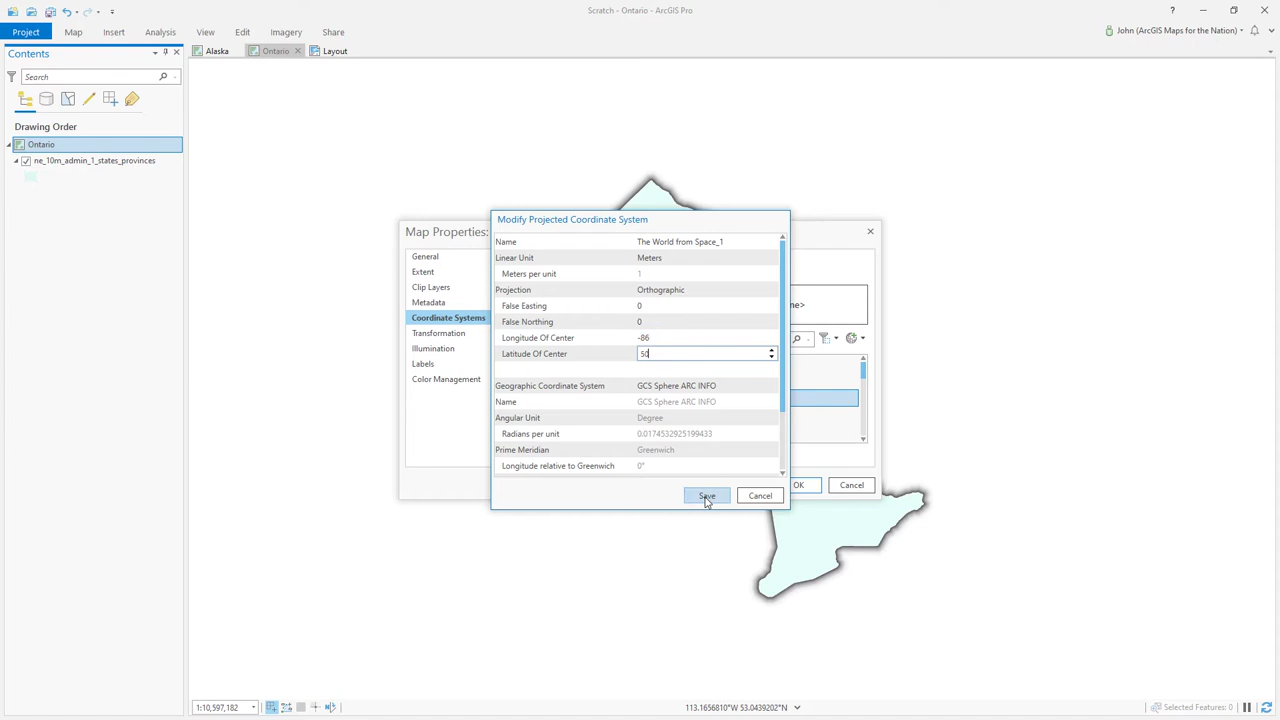 Scratch - Ontario - ArcGIS Pro
?
Project Map Insert Analysis View Edit Imagery Share
John (ArcGIS Maps for the Nation)
Contents
Alaska Ontario Layout
Search
Drawing Order
Ontario
ne_10m_admin_1_states_provinces
Map Properties:
General
Extent
Clip Layers
Metadata
Coordinate Systems
Transformation
Illumination
Labels
Color Management
me>
OK Cancel
Modify Projected Coordinate System
Name The World from Space_1
Linear Unit Meters
Meters per unit 1
Projection Orthographic
False Easting 0
False Northing 0
Longitude Of Center -86
Latitude Of Center 50
Geographic Coordinate System GCS Sphere ARC INFO
Name GCS Sphere ARC INFO
Angular Unit Degree
Radians per unit 0.0174532925199433
Prime Meridian Greenwich
Longitude relative to Greenwich 0°
Save Cancel
1:10,597,182
113.1656810°W 53.0439202°N
Selected Features: 0